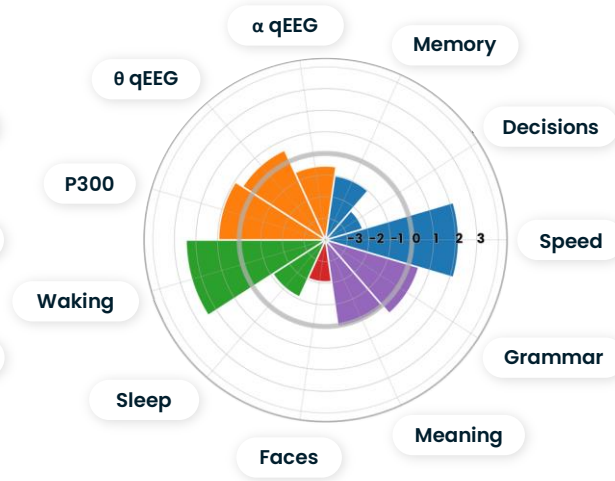 α qEEG
Memory
θ qEEG
Decisions
P300
-3 -2 -1 0 1 2 3
Speed
Waking
Grammar
Sleep
Meaning
Faces